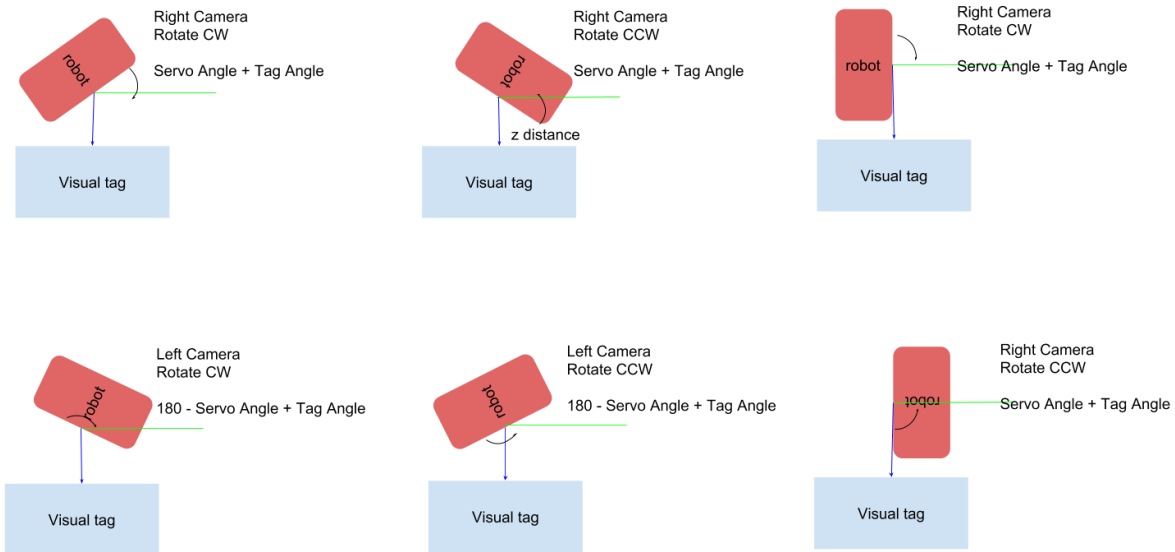 Right Camera
Rotate CW
Servo Angle + Tag Angle
robot
Visual tag
Right Camera
Rotate CCW
Servo Angle + Tag Angle
robot
z distance
Visual tag
Right Camera
Rotate CW
Servo Angle + Tag Angle
robot
Visual tag
Left Camera
Rotate CW
180 - Servo Angle + Tag Angle
robot
Visual tag
Left Camera
Rotate CCW
180 - Servo Angle + Tag Angle
robot
Visual tag
Right Camera
Rotate CCW
Servo Angle + Tag Angle
robot
Visual tag